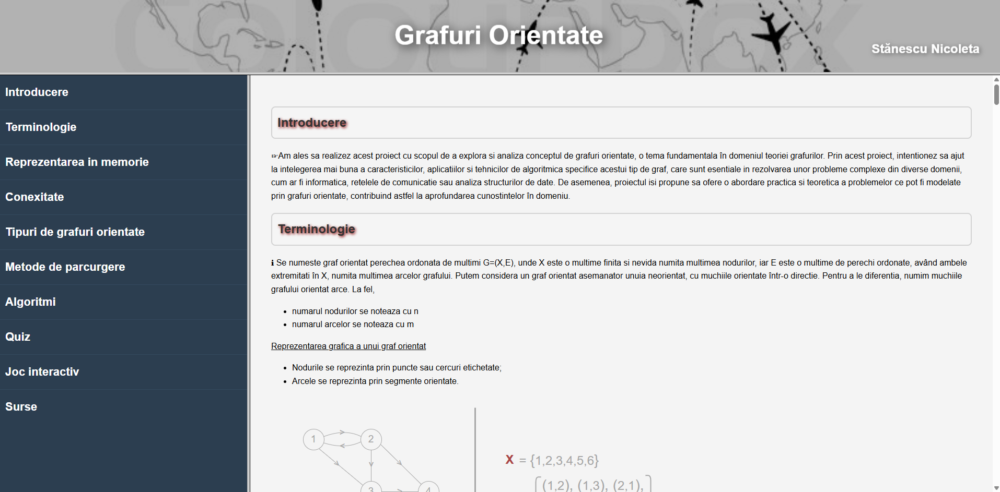 Grafuri Orientate
Stănescu Nicoleta
Introducere
Terminologie
Reprezentarea in memorie
Conexitate
Tipuri de grafuri orientate
Metode de parcurgere
Algoritmi
Quiz
Joc interactiv
Surse
Introducere
☞Am ales sa realizez acest proiect cu scopul de a explora si analiza conceptul de grafuri orientate, o tema fundamentala în domeniul teoriei grafurilor. Prin acest proiect, intentionez sa ajut
la intelegerea mai buna a caracteristicilor, aplicatiilor si tehnicilor de algoritmica specifice acestui tip de graf, care sunt esentiale in rezolvarea unor probleme complexe din diverse domenii,
cum ar fi informatica, retelele de comunicatie sau analiza structurilor de date. De asemenea, proiectul isi propune sa ofere o abordare practica si teoretica a problemelor ce pot fi modelate
prin grafuri orientate, contribuind astfel la aprofundarea cunostintelor în domeniu.
Terminologie
ℹ Se numeste graf orientat perechea ordonata de multimi G=(X,E), unde X este o multime finita si nevida numita multimea nodurilor, iar E este o multime de perechi ordonate, având ambele
extremitati în X, numita multimea arcelor grafului. Putem considera un graf orientat asemanator unuia neorientat, cu muchiile orientate într-o directie. Pentru a le diferentia, numim muchiile
grafului orientat arce. La fel,
• numarul nodurilor se noteaza cu n
• numarul arcelor se noteaza cu m
Reprezentarea grafica a unui graf orientat
• Nodurile se reprezinta prin puncte sau cercuri etichetate;
• Arcele se reprezinta prin segmente orientate.
1 2
3 4
X = {1,2,3,4,5,6}
(1,2), (1,3), (2,1),